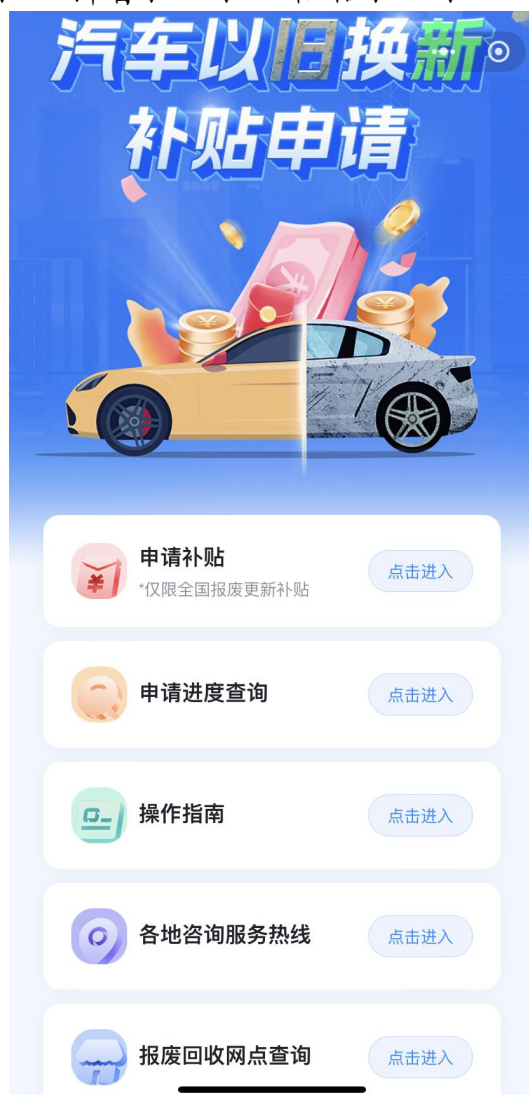 汽车以旧换新
补贴申请
申请补贴
*仅限全国报废更新补贴
点击进入
申请进度查询
点击进入
操作指南
点击进入
各地咨询服务热线
点击进入
报废回收网点查询
点击进入